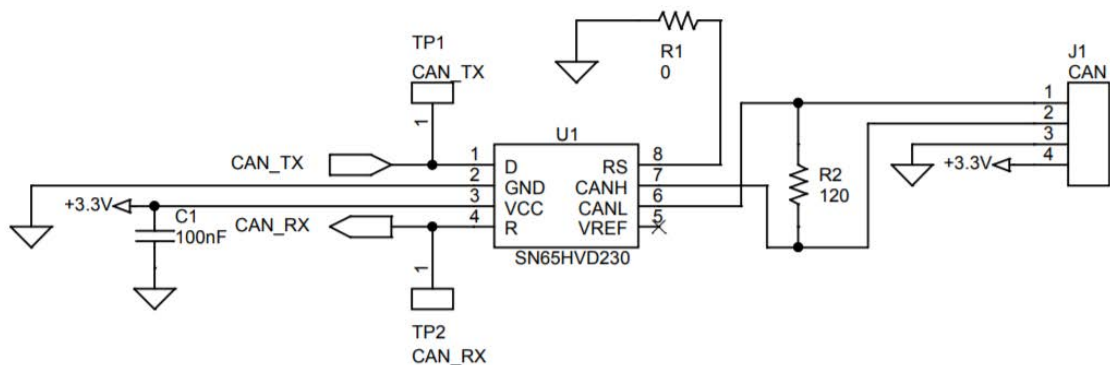 TP1
CAN_TX
1
R1
0
J1
CAN
1
2
3
4
+3.3V
U1
CAN_TX
1
2
3
4
D
GND
VCC
R
RS
CANH
CANL
VREF
8
7
6
5
SN65HVD230
R2
120
+3.3V
C1
100nF
CAN_RX
1
TP2
CAN_RX